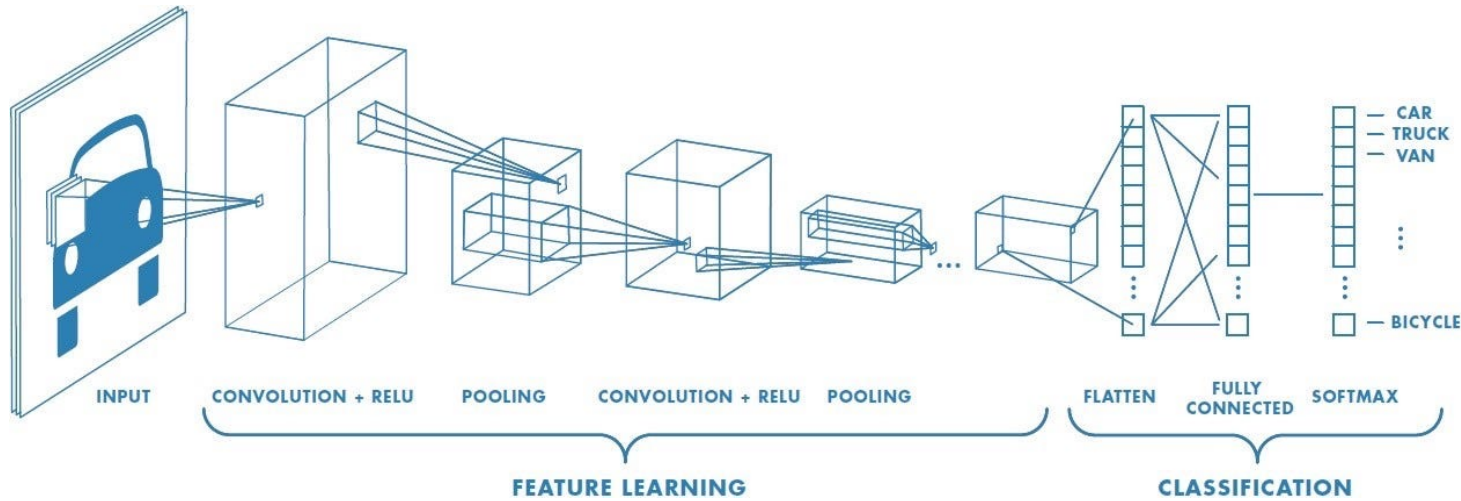 CAR
TRUCK
VAN
BICYCLE
INPUT
CONVOLUTION + RELU
POOLING
CONVOLUTION + RELU
POOLING
FLATTEN
FULLY
CONNECTED
SOFTMAX
FEATURE LEARNING
CLASSIFICATION